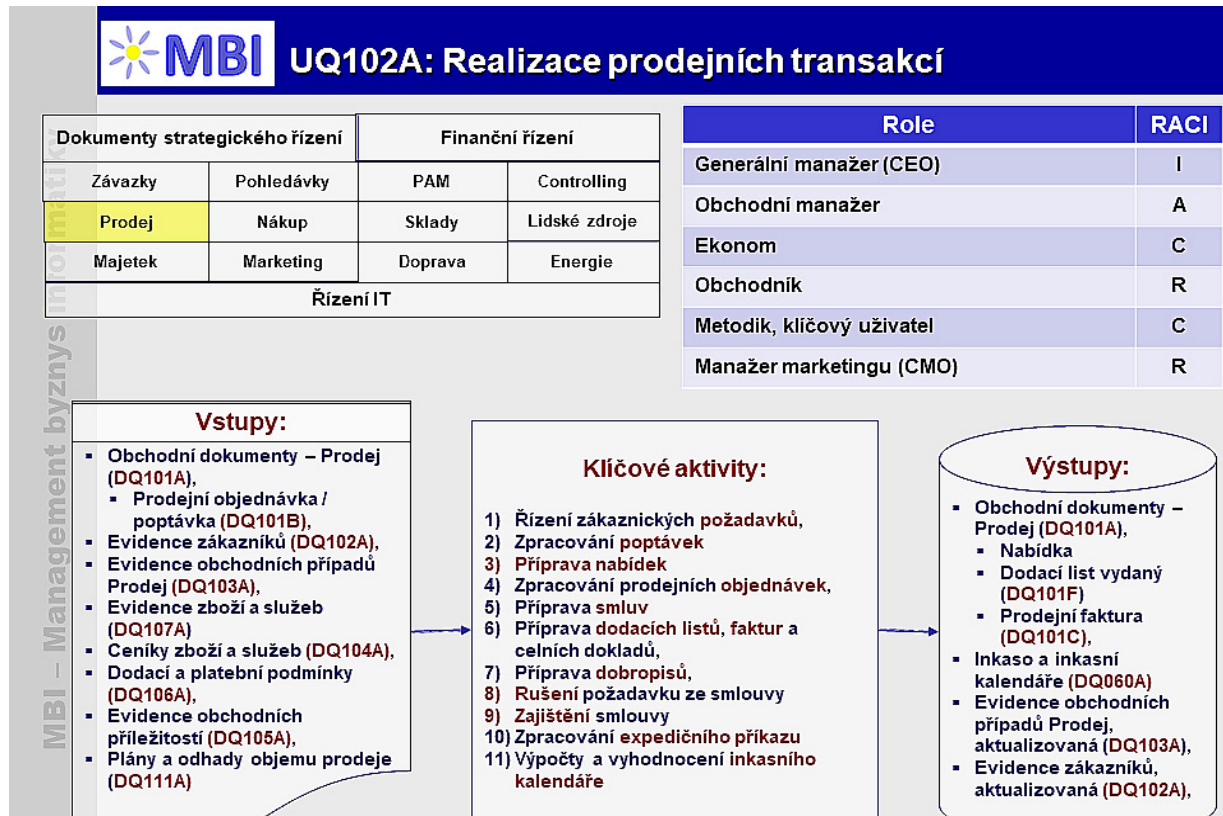 MBI UQ102A: Realizace prodejních transakcí
Dokumenty strategického řízení Finanční řízení
Závazky Pohledávky PAM Controlling
Prodej Nákup Sklady Lidské zdroje
Majetek Marketing Doprava Energie
Řízení IT
Role RACI
Generální manažer (CEO) I
Obchodní manažer A
Ekonom C
Obchodník R
Metodik, klíčový uživatel C
Manažer marketingu (CMO) R
MBI – Management byznys informatiky
Vstupy:
▪ Obchodní dokumenty – Prodej
(DQ101A),
▪ Prodejní objednávka /
poptávka (DQ101B),
▪ Evidence zákazníků (DQ102A),
▪ Evidence obchodních případů
Prodej (DQ103A),
▪ Evidence zboží a služeb
(DQ107A)
▪ Ceníky zboží a služeb (DQ104A),
▪ Dodací a platební podmínky
(DQ106A),
▪ Evidence obchodních
příležitostí (DQ105A),
▪ Plány a odhady objemu prodeje
(DQ111A)
Klíčové aktivity:
1) Řízení zákaznických požadavků,
2) Zpracování poptávek
3) Příprava nabídek
4) Zpracování prodejních objednávek,
5) Příprava smluv
6) Příprava dodacích listů, faktur a
celních dokladů,
7) Příprava dobropisů,
8) Rušení požadavku ze smlouvy
9) Zajištění smlouvy
10) Zpracování expedičního příkazu
11) Výpočty a vyhodnocení inkasního
kalendáře
Výstupy:
▪ Obchodní dokumenty –
Prodej (DQ101A),
▪ Nabídka
▪ Dodací list vydaný
(DQ101F)
▪ Prodejní faktura
(DQ101C),
▪ Inkaso a inkasní
kalendáře (DQ060A)
▪ Evidence obchodních
případů Prodej,
aktualizovaná (DQ103A),
▪ Evidence zákazníků,
aktualizovaná (DQ102A),